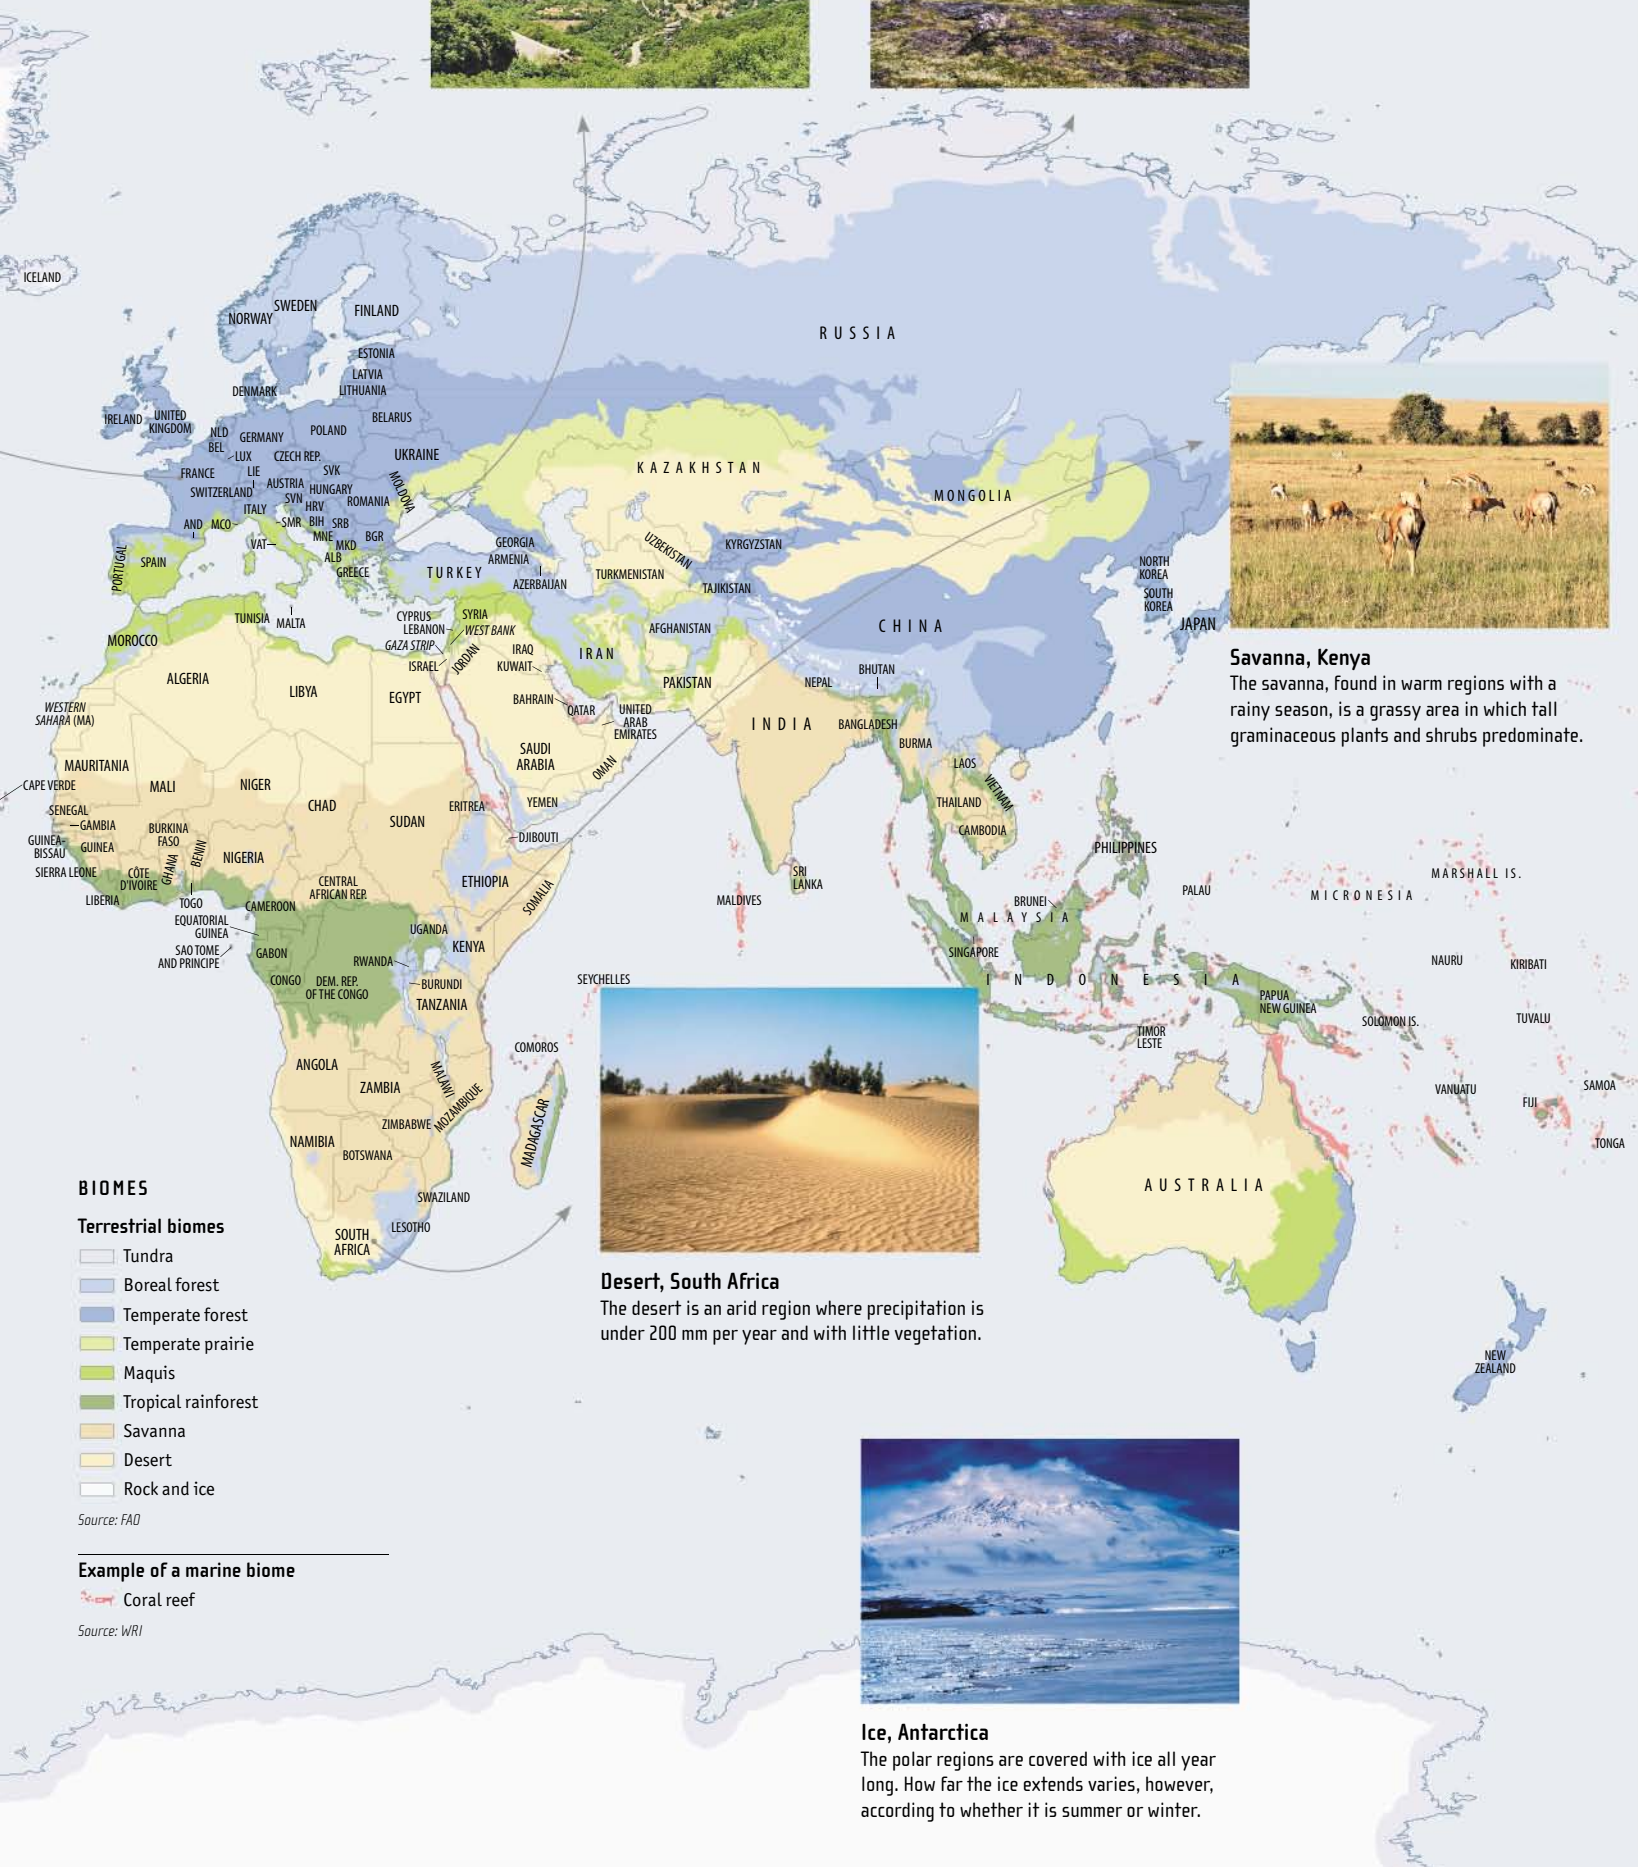 ICELAND
SWEDEN
NORWAY
FINLAND
RUSSIA
ESTONIA
LATVIA
LITHUANIA
DENMARK
IRELAND
UNITED
KINGDOM
BELARUS
NLD
BEL
GERMANY
POLAND
LUX
CZECH REP.
UKRAINE
FRANCE
LIE
SVK
SWITZERLAND
AUSTRIA
HUNGARY
MOLDOVA
SVN
HRV
ROMANIA
ITALY
AND
MCO
SMR
BIH
SRB
VAT
MNE
MKD
BGR
ALB
GREECE
PORTUGAL
SPAIN
KAZAKHSTAN
MONGOLIA
GEORGIA
ARMENIA
AZERBAIJAN
TURKEY
UZBEKISTAN
KYRGYZSTAN
TURKMENISTAN
TAJIKISTAN
NORTH
KOREA
SOUTH
KOREA
JAPAN
CHINA
TUNISIA
MALTA
CYPRUS
LEBANON
SYRIA
WEST BANK
GAZA STRIP
ISRAEL
JORDAN
IRAQ
KUWAIT
IRAN
AFGHANISTAN
PAKISTAN
NEPAL
BHUTAN
MOROCCO
ALGERIA
LIBYA
EGYPT
BAHRAIN
QATAR
UNITED
ARAB
EMIRATES
WESTERN
SAHARA (MA)
SAUDI
ARABIA
OMAN
INDIA
BANGLADESH
BURMA
LAOS
VIETNAM
THAILAND
CAMBODIA
MAURITANIA
CAPE VERDE
MALI
NIGER
CHAD
SUDAN
ERITREA
YEMEN
DJIBOUTI
SENEGAL
GAMBIA
GUINEA-
BISSAU
GUINEA
BURKINA
FASO
BENIN
NIGERIA
SIERRA LEONE
CÔTE
D'IVOIRE
GHANA
LIBERIA
TOGO
CAMEROON
CENTRAL
AFRICAN REP.
ETHIOPIA
SOMALIA
EQUATORIAL
GUINEA
SAO TOME
AND PRINCIPE
GABON
CONGO
DEM. REP.
OF THE CONGO
UGANDA
KENYA
RWANDA
BURUNDI
TANZANIA
SEYCHELLES
COMOROS
ANGOLA
ZAMBIA
MALAWI
MOZAMBIQUE
ZIMBABWE
MADAGASCAR
NAMIBIA
BOTSWANA
SWAZILAND
LESOTHO
SOUTH
AFRICA
SRI
LANKA
MALDIVES
PHILIPPINES
PALAU
MICRONESIA
MARSHALL IS.
BRUNEI
MALAYSIA
SINGAPORE
INDONESIA
NAURU
KIRIBATI
PAPUA
NEW GUINEA
SOLOMON IS.
TUVALU
TIMOR
LESTE
VANUATU
SAMOA
FIJI
TONGA
AUSTRALIA
NEW
ZEALAND
Savanna, Kenya
The savanna, found in warm regions with a
rainy season, is a grassy area in which tall
graminaceous plants and shrubs predominate.
Desert, South Africa
The desert is an arid region where precipitation is
under 200 mm per year and with little vegetation.
BIOMES
Terrestrial biomes
Tundra
Boreal forest
Temperate forest
Temperate prairie
Maquis
Tropical rainforest
Savanna
Desert
Rock and ice
Source: FAO
Example of a marine biome
Coral reef
Source: WRI
Ice, Antarctica
The polar regions are covered with ice all year
long. How far the ice extends varies, however,
according to whether it is summer or winter.